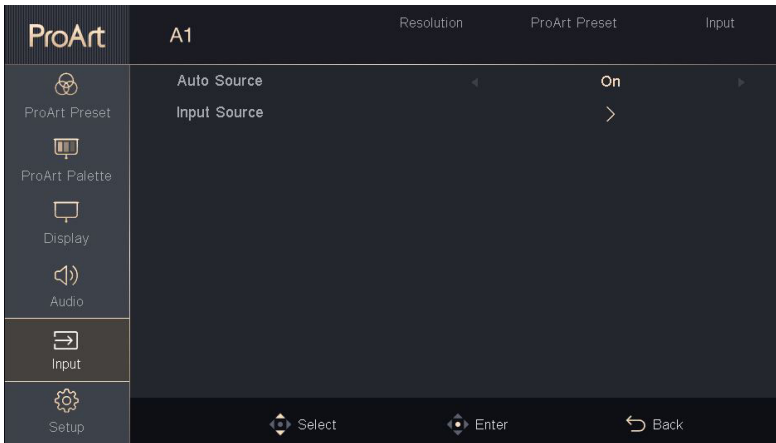 ProArt
A1
Resolution
ProArt Preset
Input
ProArt Preset
ProArt Palette
Display
Audio
Input
Setup
Auto Source
On
Input Source
Select
Enter
Back